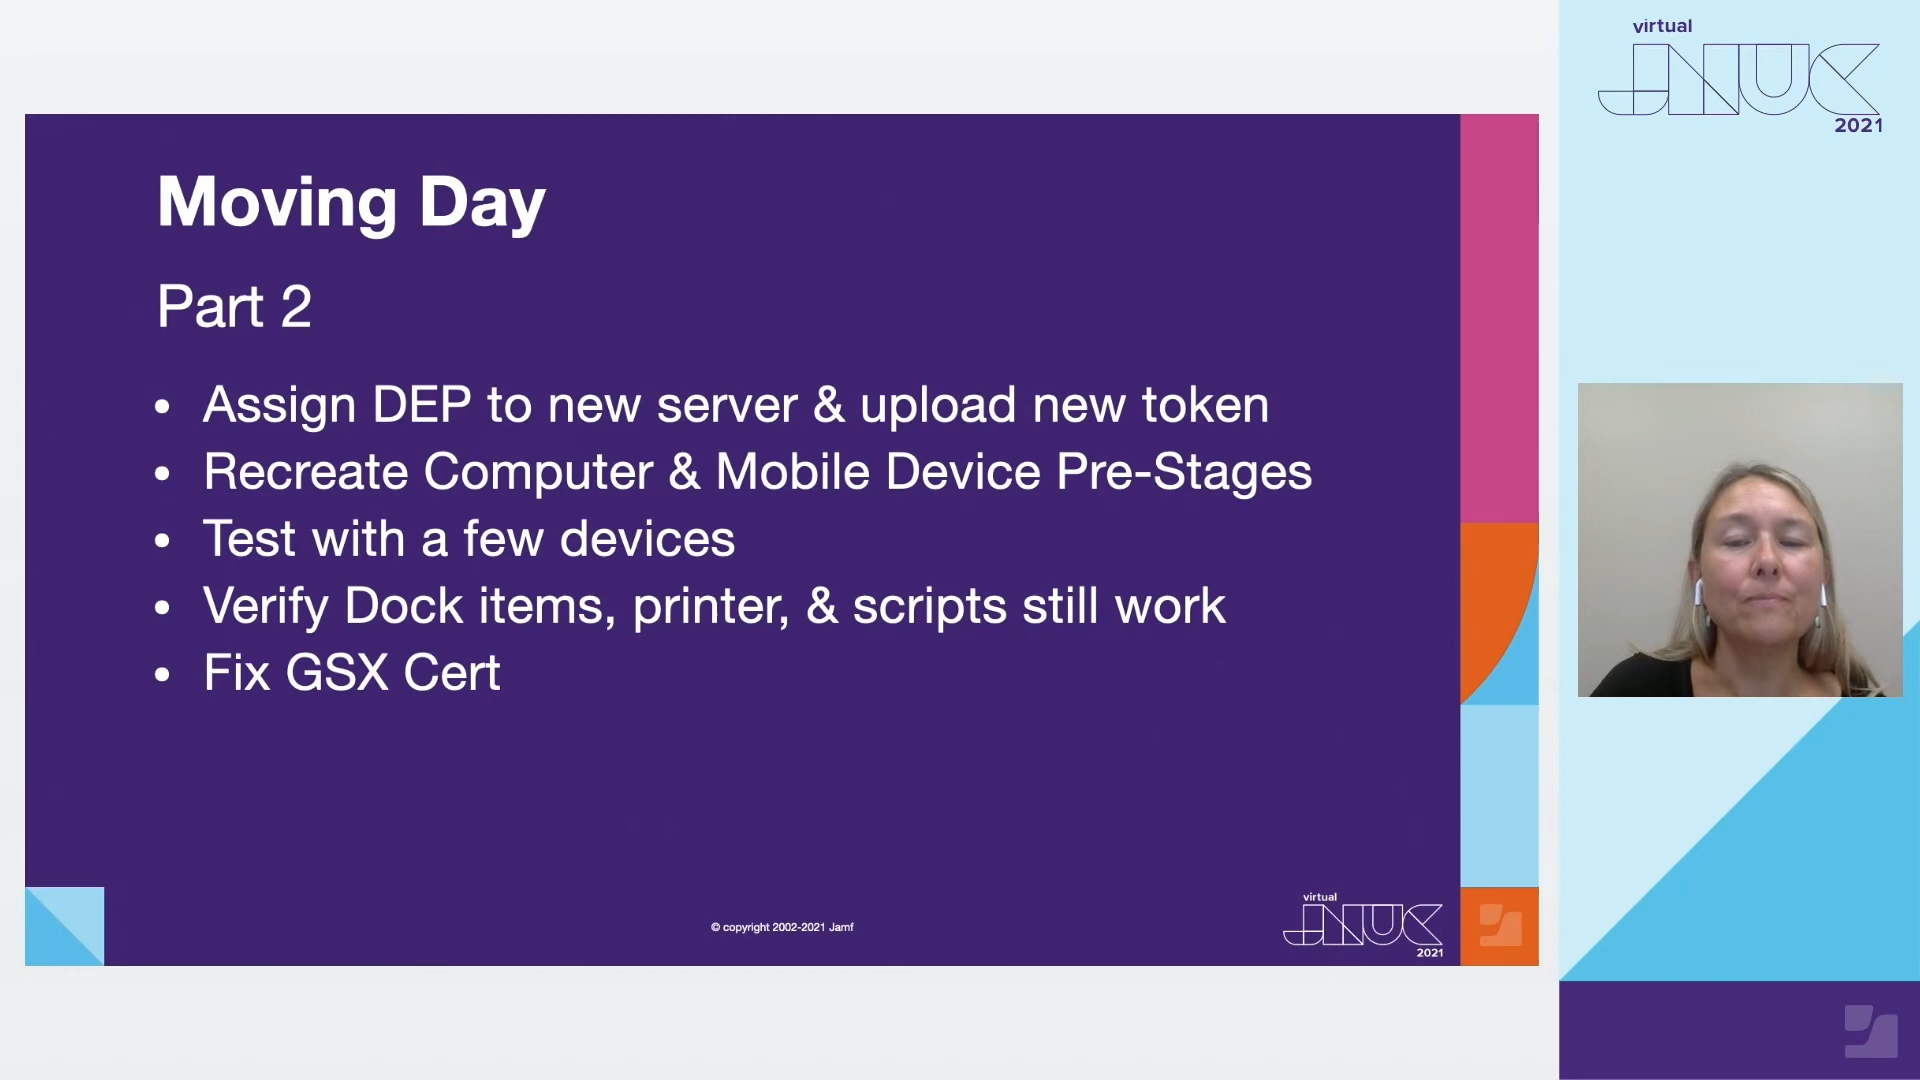 Moving Day
Part 2
• Assign DEP to new server & upload new token
• Recreate Computer & Mobile Device Pre-Stages
• Test with a few devices
• Verify Dock items, printer, & scripts still work
• Fix GSX Cert
© copyright 2002-2021 Jamf
virtual
JNUC
2021
virtual
JNUC
2021